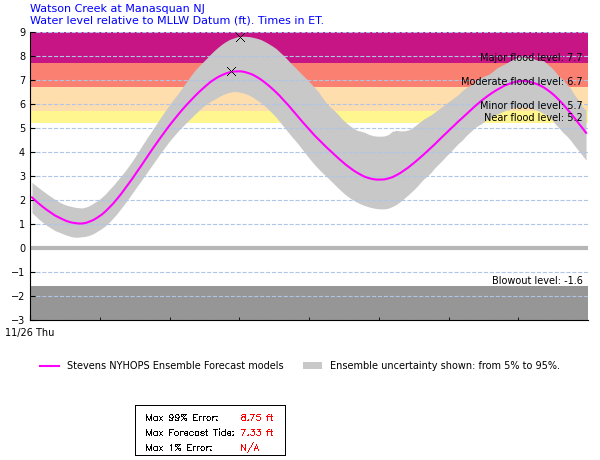 Watson Creek at Manasquan NJ
Water level relative to MLLW Datum (ft). Times in ET.
9
8
7
6
5
4
3
2
1
0
−1
−2
−3
Major flood level: 7.7
Moderate flood level: 6.7
Minor flood level: 5.7
Near flood level: 5.2
Blowout level: -1.6
11/26 Thu
Stevens NYHOPS Ensemble Forecast models
Ensemble uncertainty shown: from 5% to 95%.
Max 99% Error: 8.75 ft
Max Forecast Tide: 7.33 ft
Max 1% Error: N/A